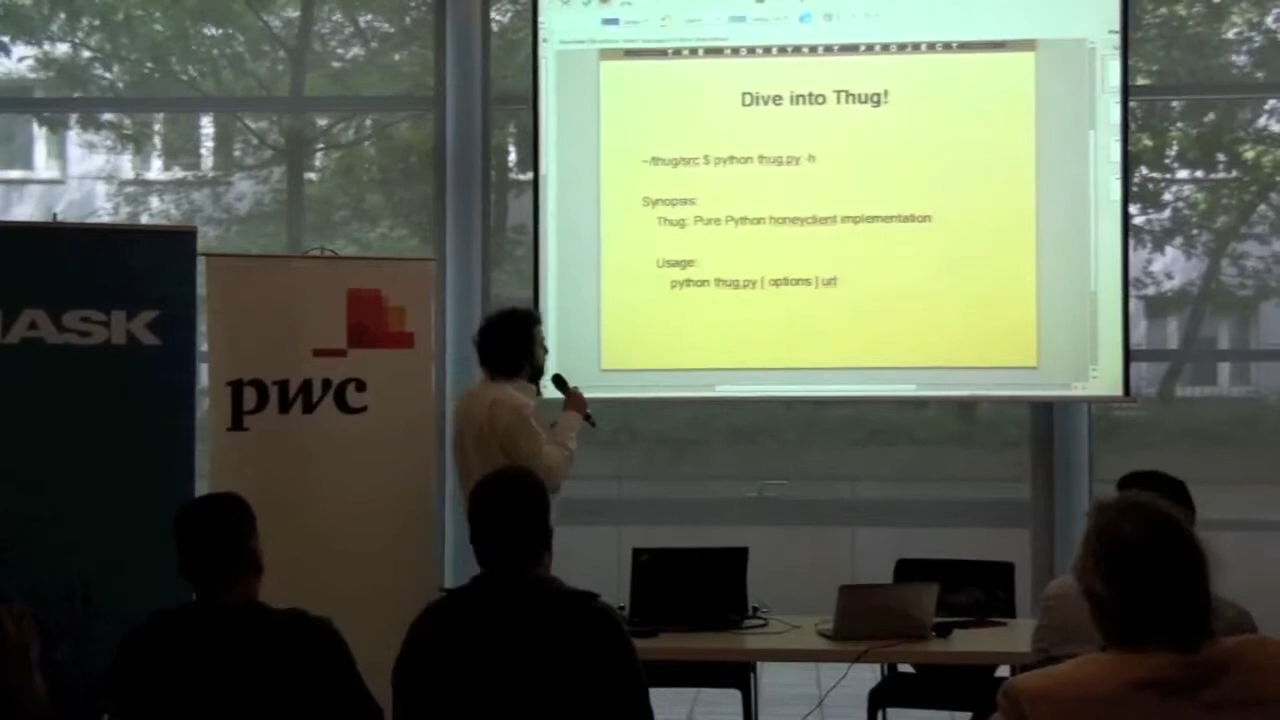 THE HONEYNET PROJECT
Dive into Thug!
~/thug/src $ python thug.py -h
Synopsis:
Thug: Pure Python honeyclient implementation
Usage:
python thug.py [ options ] url
ASK
pwc